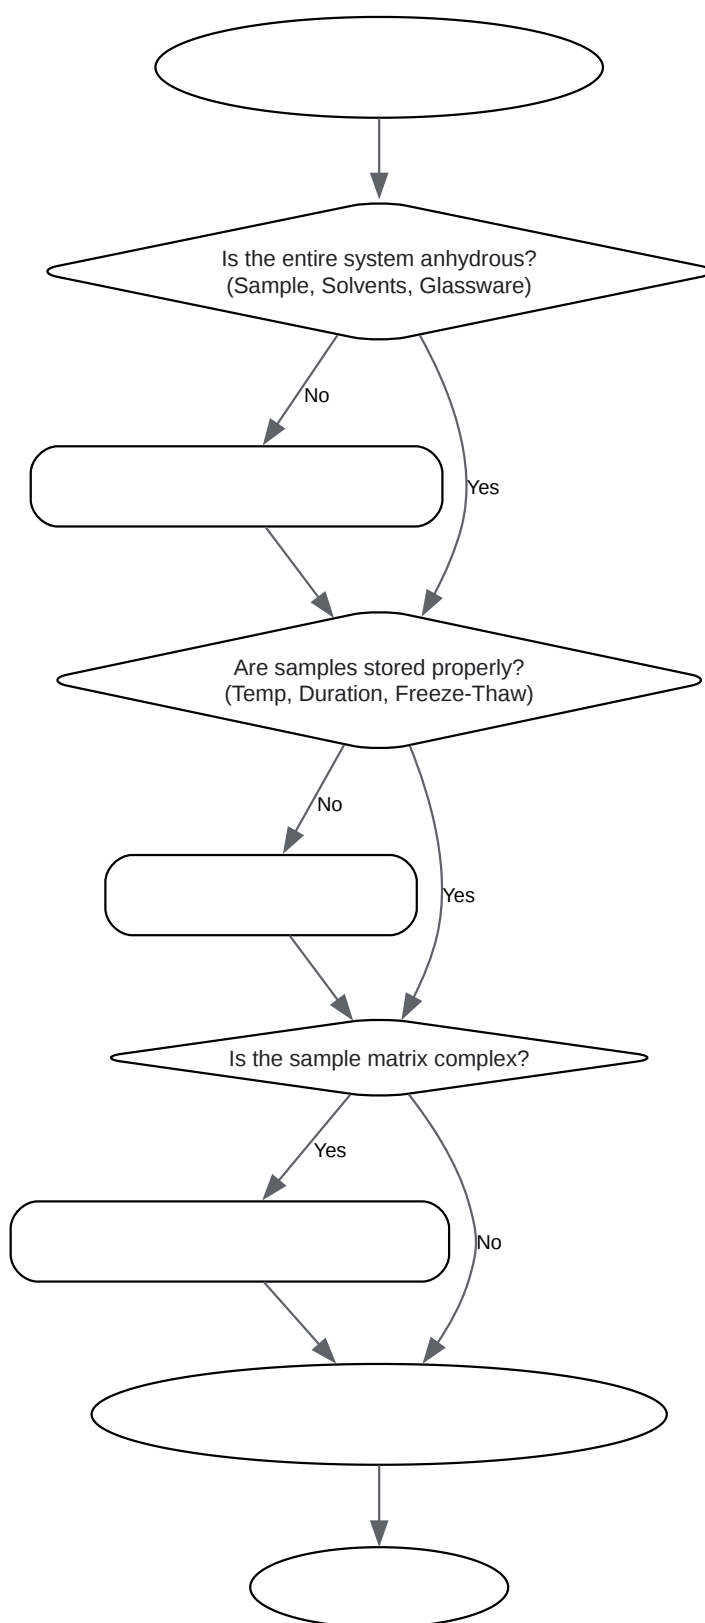 Is the entire system anhydrous?
(Sample, Solvents, Glassware)
No
Yes
Are samples stored properly?
(Temp, Duration, Freeze-Thaw)
No
Yes
Is the sample matrix complex?
Yes
No